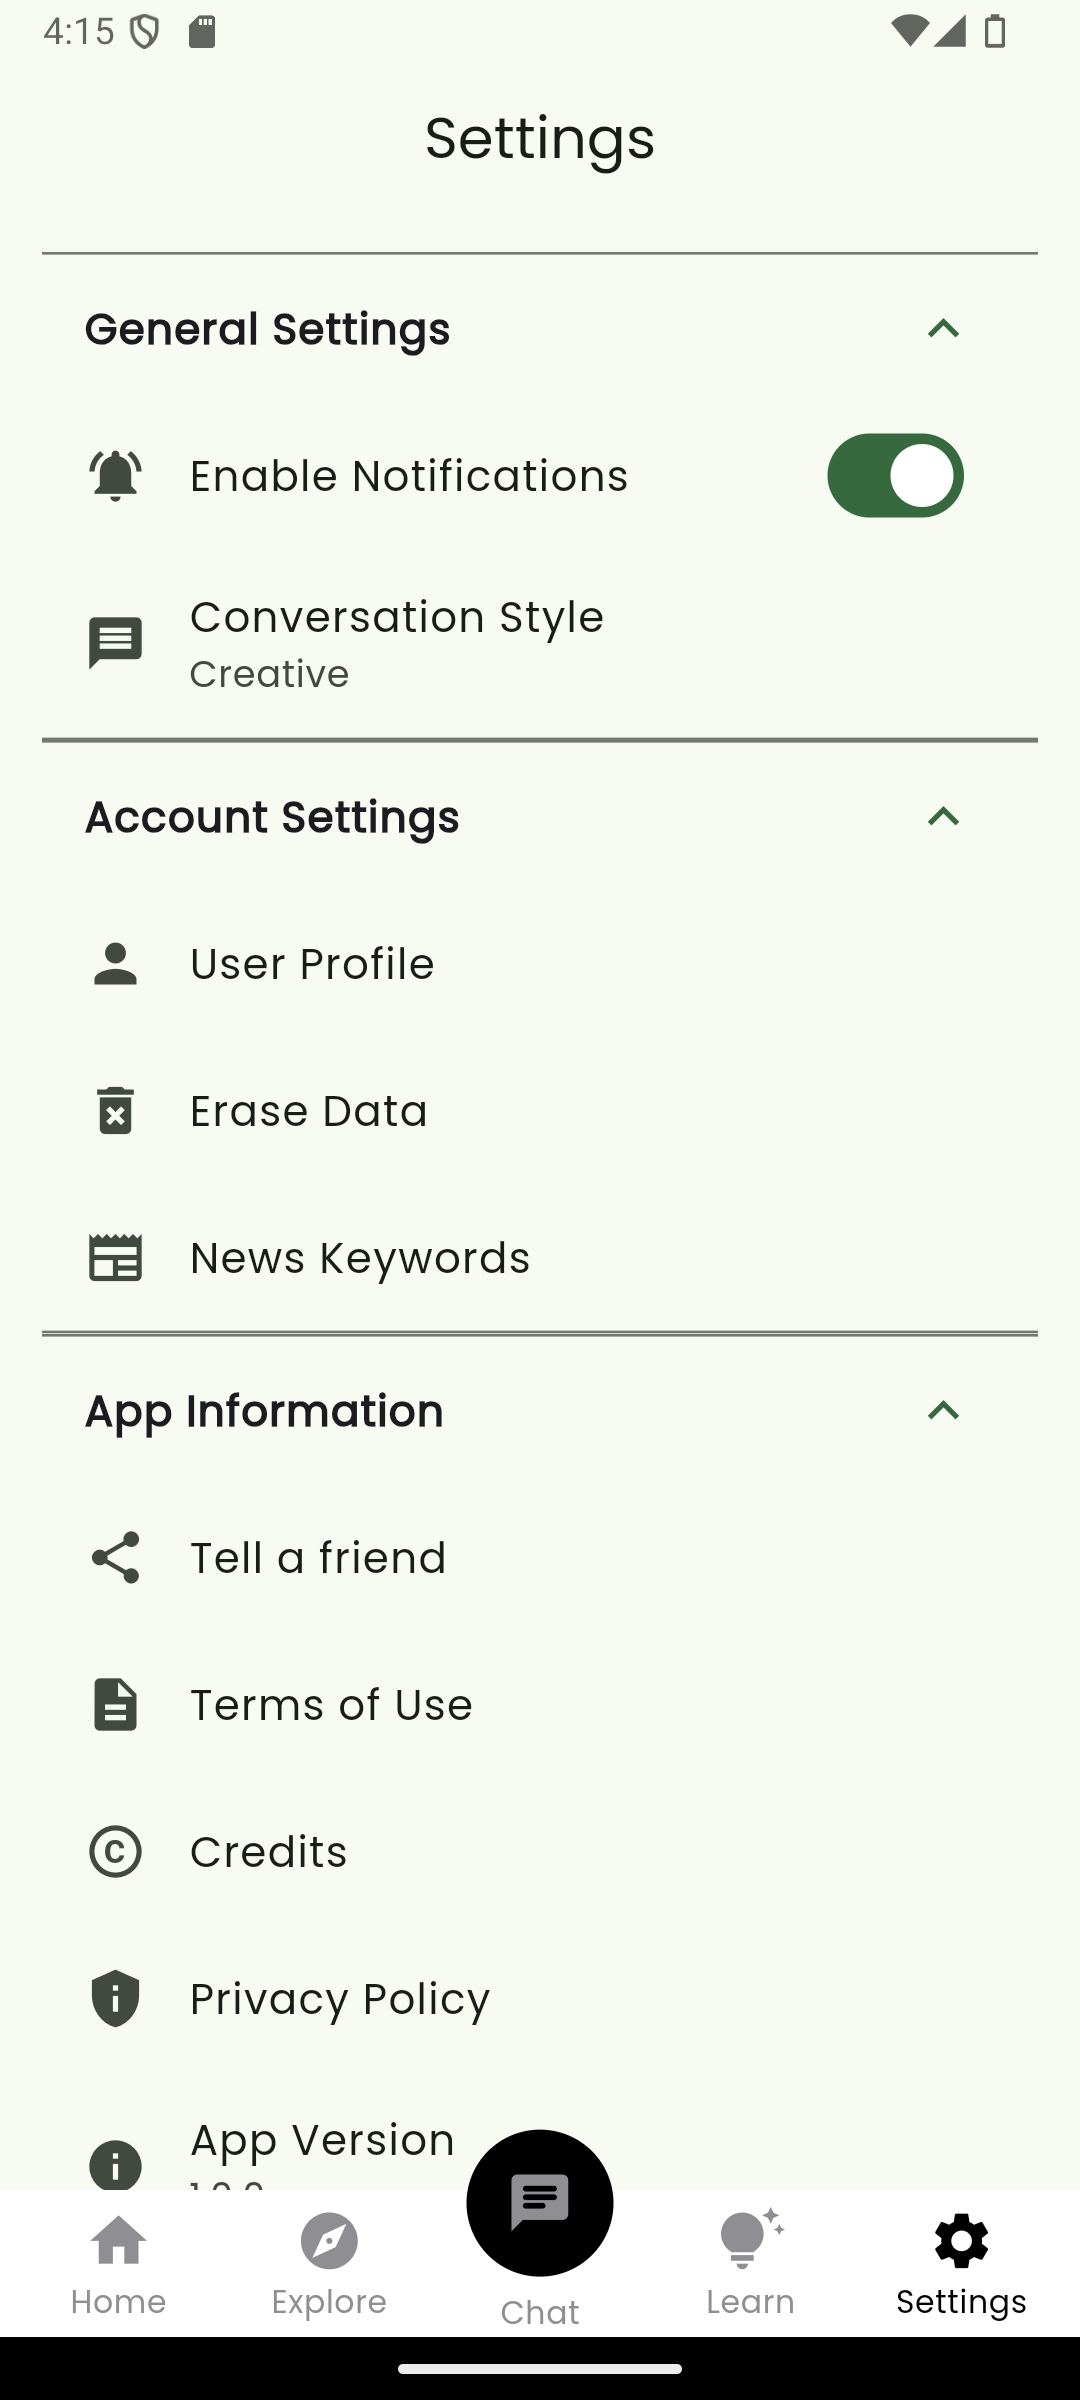 4:15
Settings
General Settings
Enable Notifications
Conversation Style
Creative
Account Settings
User Profile
Erase Data
News Keywords
App Information
Tell a friend
Terms of Use
Credits
Privacy Policy
App Version
Home
Explore
Chat
Learn
Settings